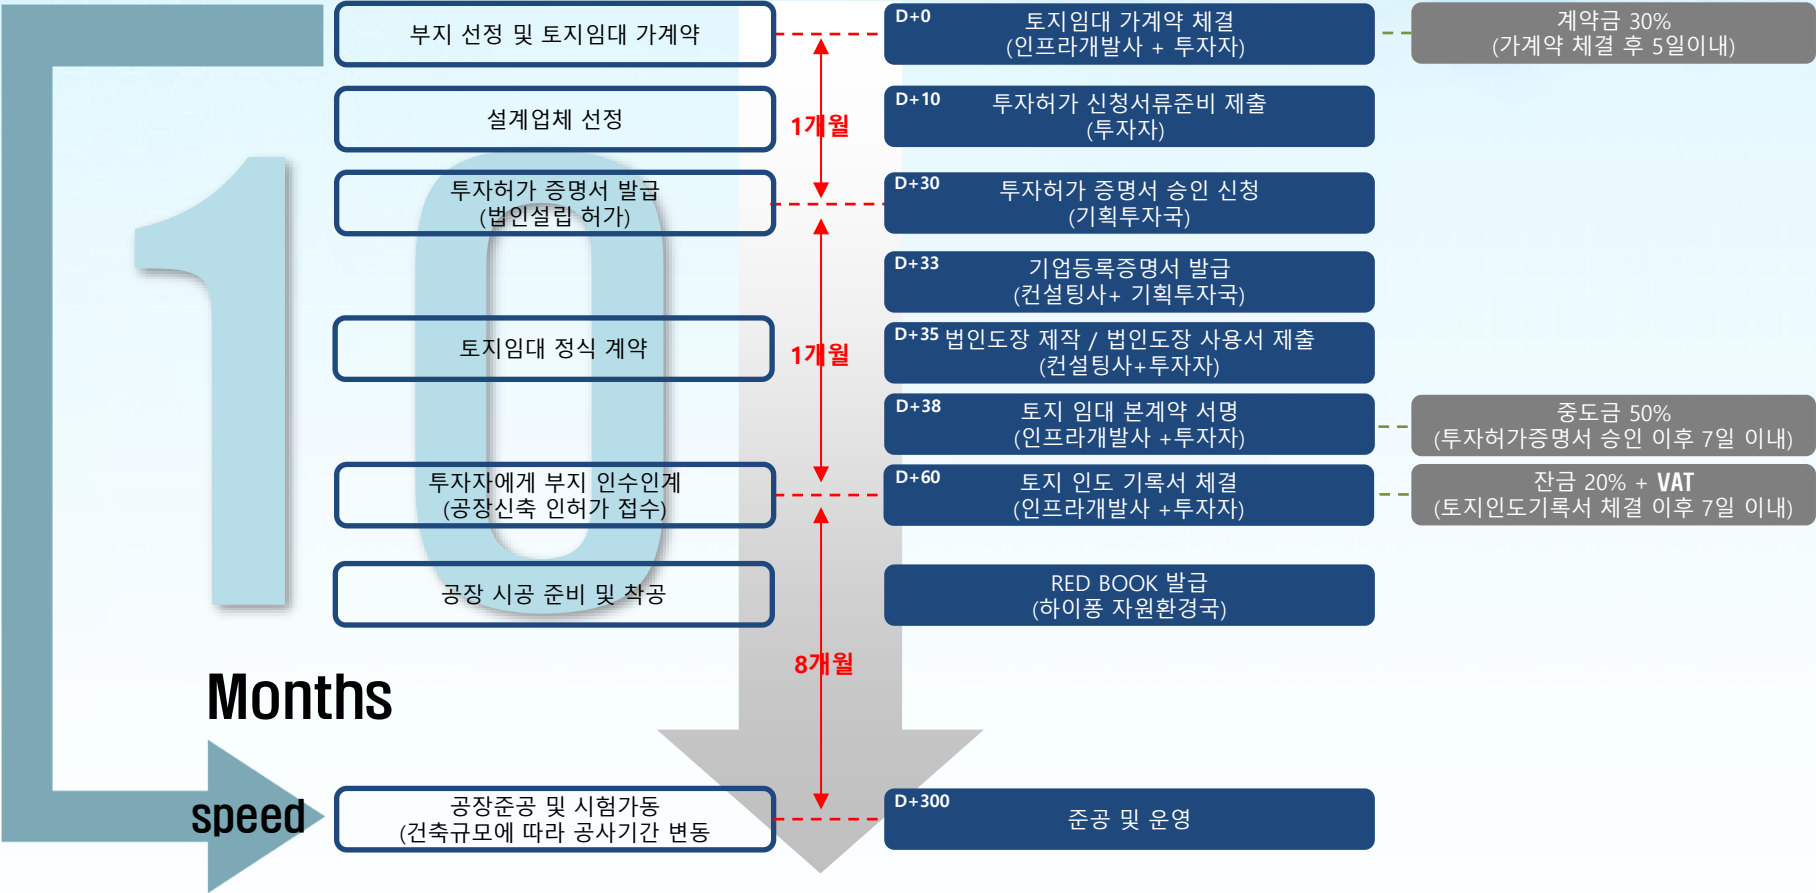 부지 선정 및 토지임대 가계약
D+0
토지임대 가계약 체결
(인프라개발사 + 투자자)
계약금 30%
(가계약 체결 후 5일이내)
설계업체 선정
1개월
D+10
투자허가 신청서류준비 제출
(투자자)
10
투자허가 증명서 발급
(법인설립 허가)
D+30
투자허가 증명서 승인 신청
(기획투자국)
D+33
기업등록증명서 발급
(컨설팅사+ 기획투자국)
토지임대 정식 계약
1개월
D+35
법인도장 제작 / 법인도장 사용서 제출
(컨설팅사+투자자)
D+38
토지 임대 본계약 서명
(인프라개발사 +투자자)
중도금 50%
(투자허가증명서 승인 이후 7일 이내)
투자자에게 부지 인수인계
(공장신축 인허가 접수)
D+60
토지 인도 기록서 체결
(인프라개발사 +투자자)
잔금 20% + VAT
(토지인도기록서 체결 이후 7일 이내)
공장 시공 준비 및 착공
RED BOOK 발급
(하이퐁 자원환경국)
8개월
Months
speed
공장준공 및 시험가동
(건축규모에 따라 공사기간 변동
D+300
준공 및 운영